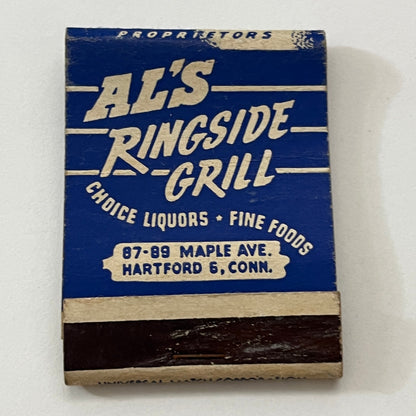 PROPRIETORS
AL'S
RINGSIDE
GRILL
CHOICE LIQUORS • FINE FOODS
87-89 MAPLE AVE.
HARTFORD 6, CONN.